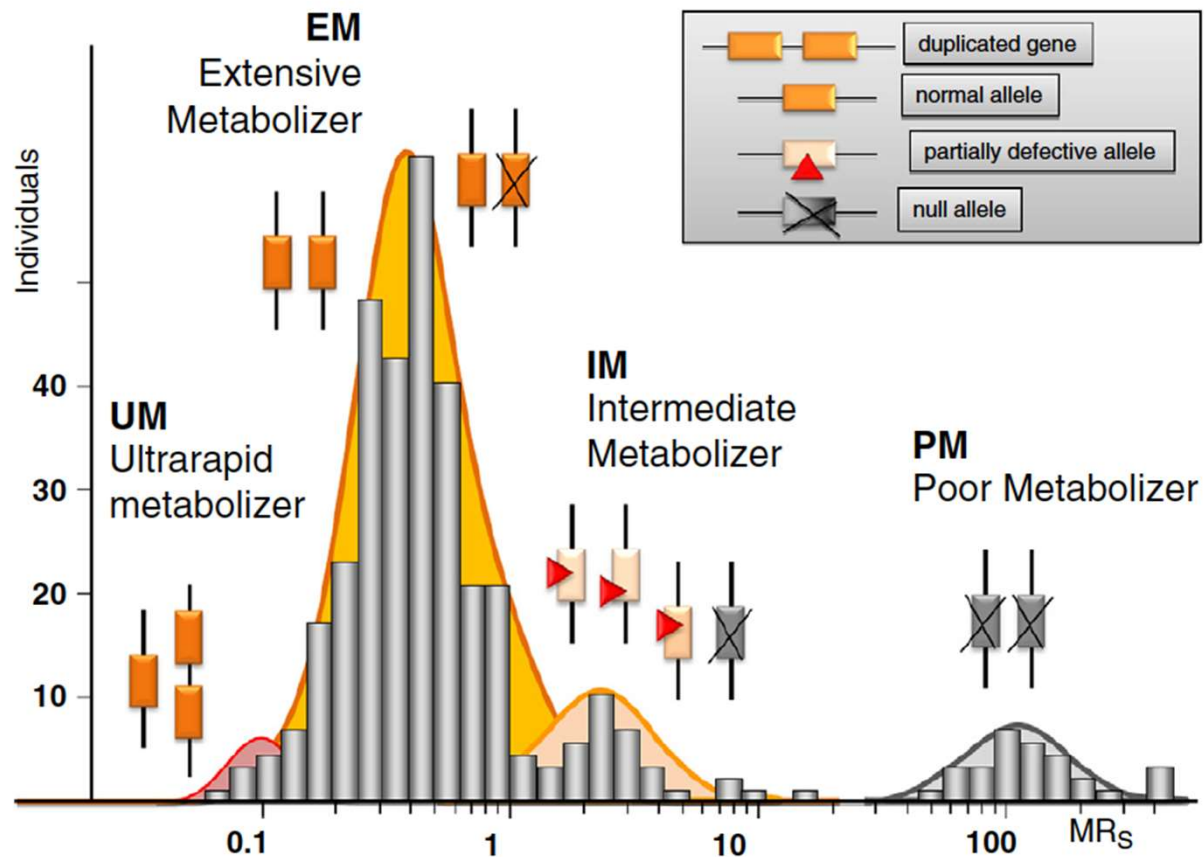 EM
Extensive
Metabolizer
duplicated gene
normal allele
partially defective allele
null allele
Individuals
IM
Intermediate
Metabolizer
UM
Ultrarapid
metabolizer
PM
Poor Metabolizer
40
30
20
10
0.1 1 10 100 MRS